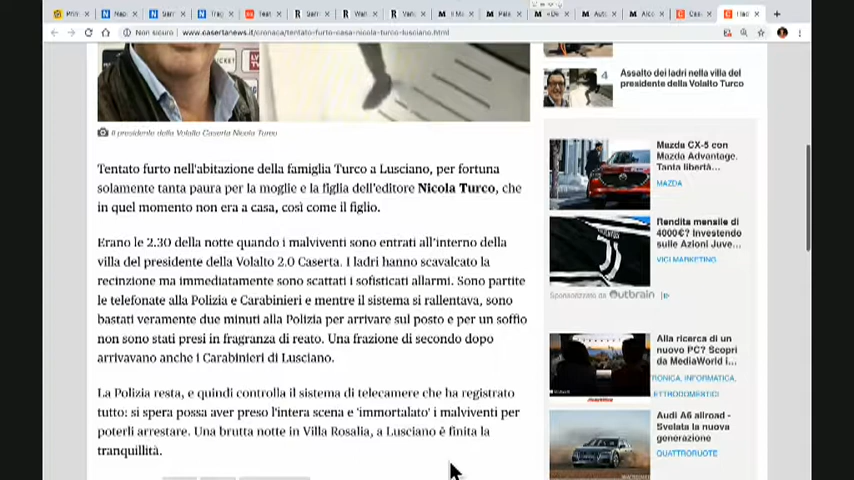 Non sicuro
www.casertanews.it/cronaca/tentato-furto-casa-nicola-turco-lusciano.html
Il presidente della Volalto Caserta Nicola Turco
Tentato furto nell'abitazione della famiglia Turco a Lusciano, per fortuna
solamente tanta paura per la moglie e la figlia dell'editore Nicola Turco, che
in quel momento non era a casa, così come il figlio.
Erano le 2.30 della notte quando i malviventi sono entrati all'interno della
villa del presidente della Volalto 2.0 Caserta. I ladri hanno scavalcato la
recinzione ma immediatamente sono scattati i sofisticati allarmi. Sono partite
le telefonate alla Polizia e Carabinieri e mentre il sistema si rallentava, sono
bastati veramente due minuti alla Polizia per arrivare sul posto e per un soffio
non sono stati presi in fragranza di reato. Una frazione di secondo dopo
arrivavano anche i Carabinieri di Lusciano.
La Polizia resta, e quindi controlla il sistema di telecamere che ha registrato
tutto: si spera possa aver preso l'intera scena e 'immortalato' i malviventi per
poterli arrestare. Una brutta notte in Villa Rosalia, a Lusciano è finita la
tranquillità.
4
Assalto dei ladri nella villa del
presidente della Volalto Turco
Mazda CX-5 con
Mazda Advantage.
Tanta libertà...
MAZDA
Rendita mensile di
4000€? Investendo
sulle Azioni Juve...
VICI MARKETING
Sponsorizzato da Outbrain
Alla ricerca di un
nuovo PC? Scopri
da MediaWorld i...
RONICA, INFORMATICA,
ETTRODOMESTICI
Audi A6 allroad -
Svelata la nuova
generazione
QUATTRORUOTE